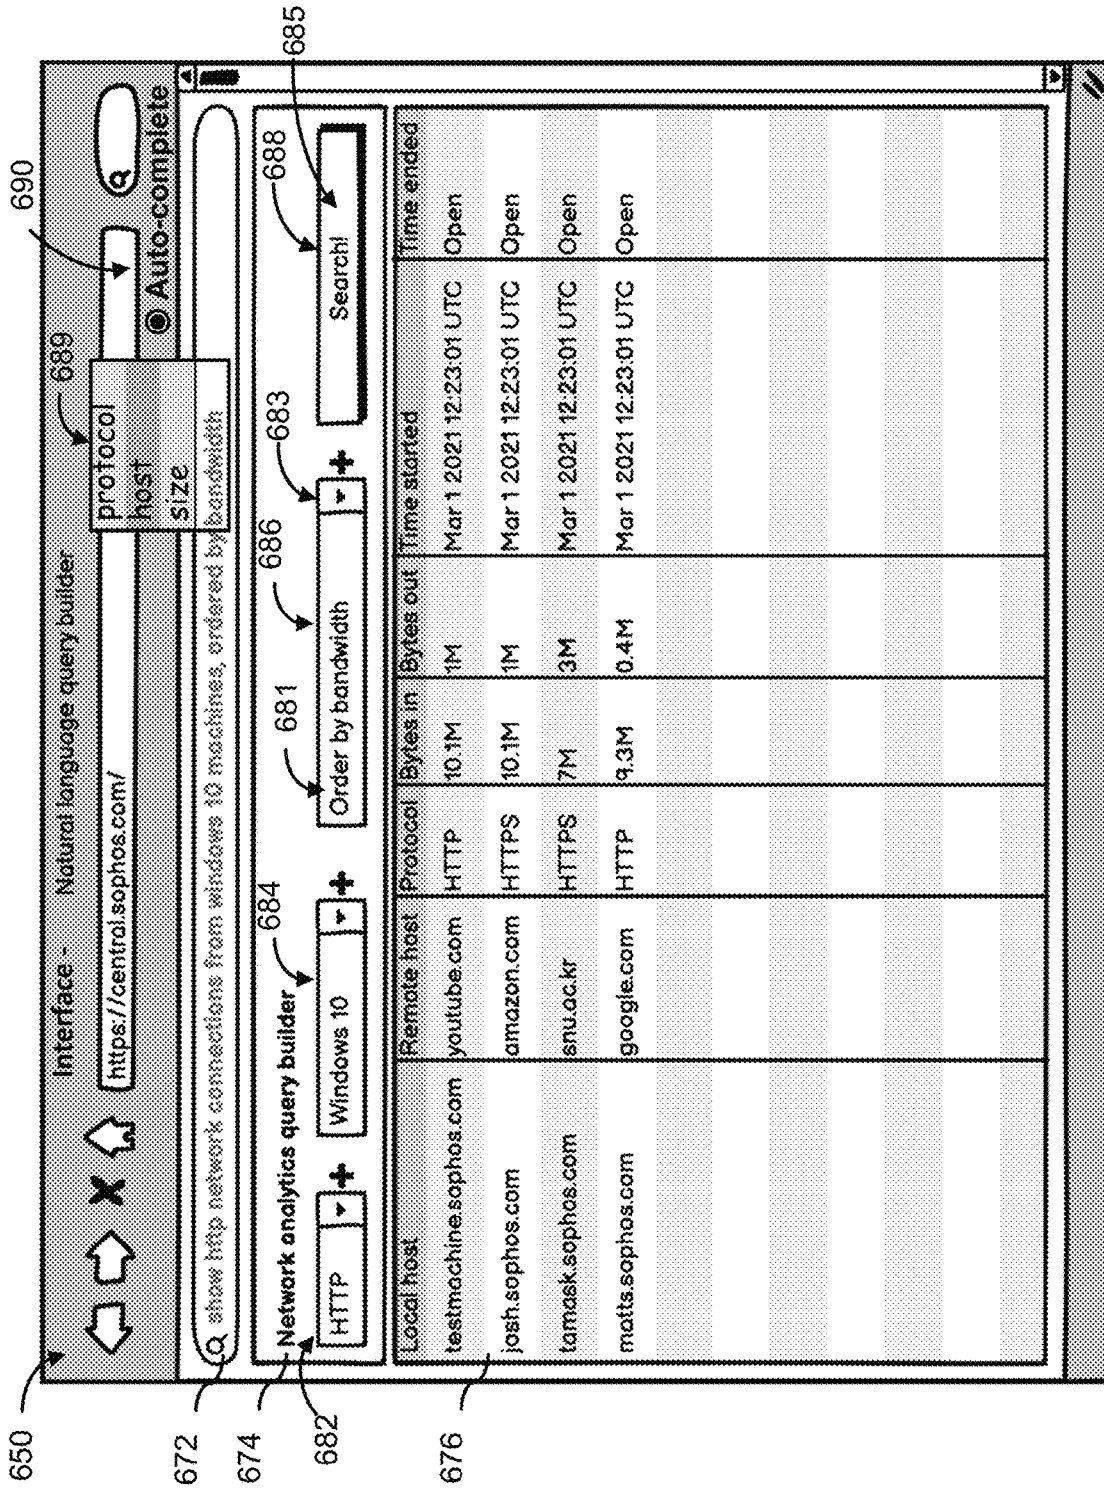 650
Interface - Natural language query builder
689
690
https://central.sophos.com/
protocol
host
size
Auto-complete
672
show http network connections from windows 10 machines, ordered by bandwidth
674
Network analytics query builder
684
681
686
683
688
685
682
HTTP
+
Windows 10
+
Order by bandwidth
+
Search!
Local host Remote host Protocol Bytes in Bytes out Time started Time ended
testmachine.sophos.com youtube.com HTTP 10.1M 1M Mar 1 2021 12:23:01 UTC Open
676
josh.sophos.com amazon.com HTTPS 10.1M 1M Mar 1 2021 12:23:01 UTC Open
tamask.sophos.com snu.ac.kr HTTPS 7M 3M Mar 1 2021 12:23:01 UTC Open
matts.sophos.com google.com HTTP 9.3M 0.4M Mar 1 2021 12:23:01 UTC Open